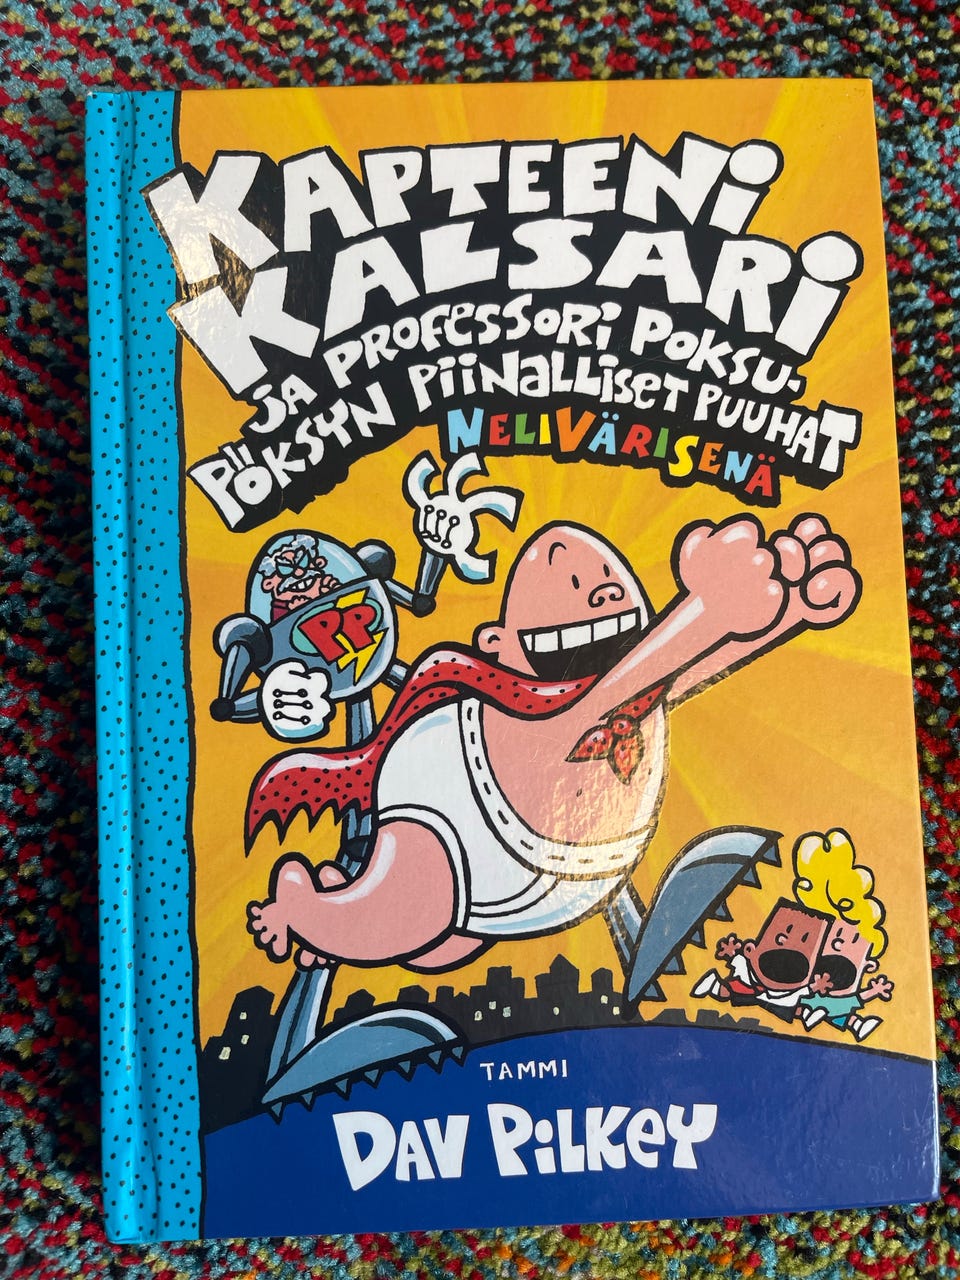 KAPTEENI
KALSARI
JA PROFESSORI POKSU-
PÖKSYN PIINALLISET PUUHAT
NELIVÄRISENÄ
PP
TAMMI
DAV PILKEY